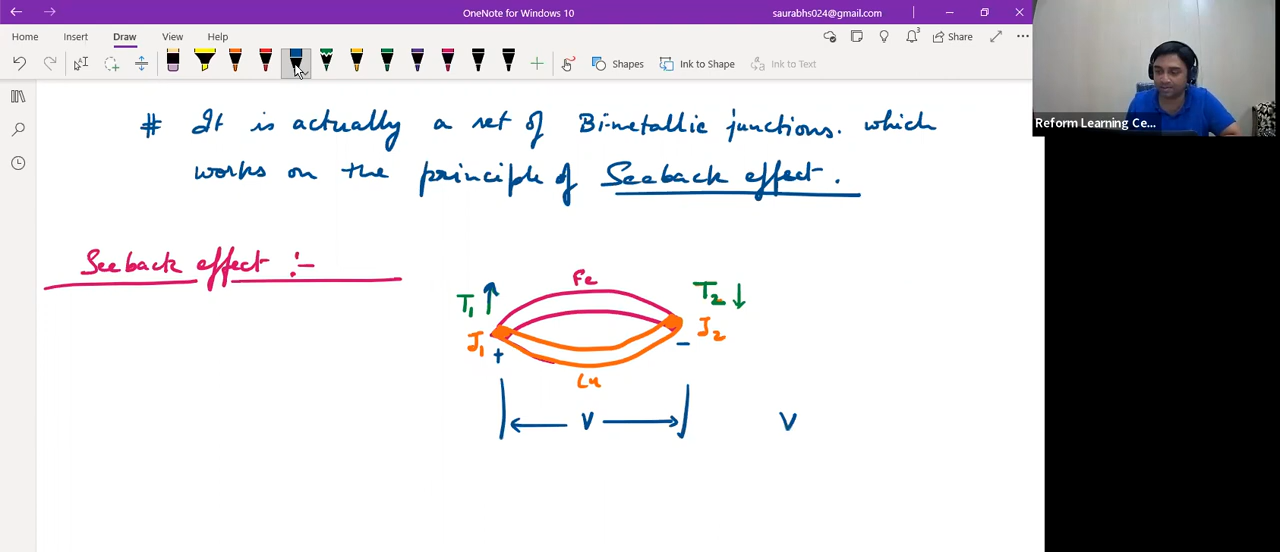 OneNote for Windows 10
saurabhs024@gmail.com
Home Insert Draw View Help
Share
Shapes Ink to Shape Ink to Text
Reform Learning Ce...
# It is actually a set of Bi-metallic junctions. which
works on the principle of Seeback effect.
Seeback effect :-
Fe
T1 ↑
T2 ↓
J1
J2
+
-
Cu
V
V